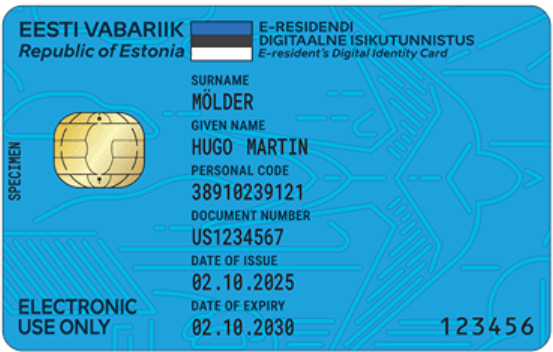 EESTI VABARIIK
Republic of Estonia
E-RESIDENDI
DIGITAALNE ISIKUTUNNISTUS
E-resident's Digital Identity Card
SURNAME
MÖLDER
GIVEN NAME
HUGO MARTIN
PERSONAL CODE
38910239121
DOCUMENT NUMBER
US1234567
DATE OF ISSUE
02.10.2025
DATE OF EXPIRY
02.10.2030
SPECIMEN
ELECTRONIC
USE ONLY
123456